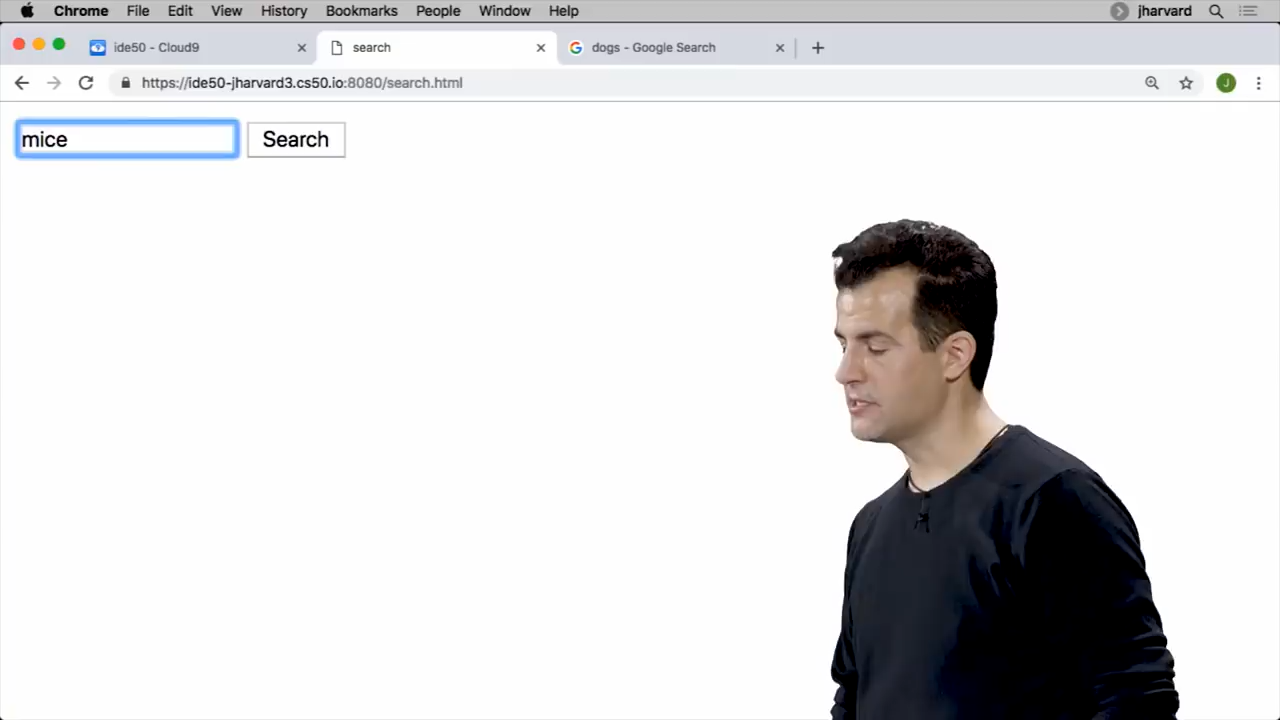 Chrome File Edit View History Bookmarks People Window Help jharvard
ide50 - Cloud9 search dogs - Google Search
https://ide50-jharvard3.cs50.io:8080/search.html J
mice Search